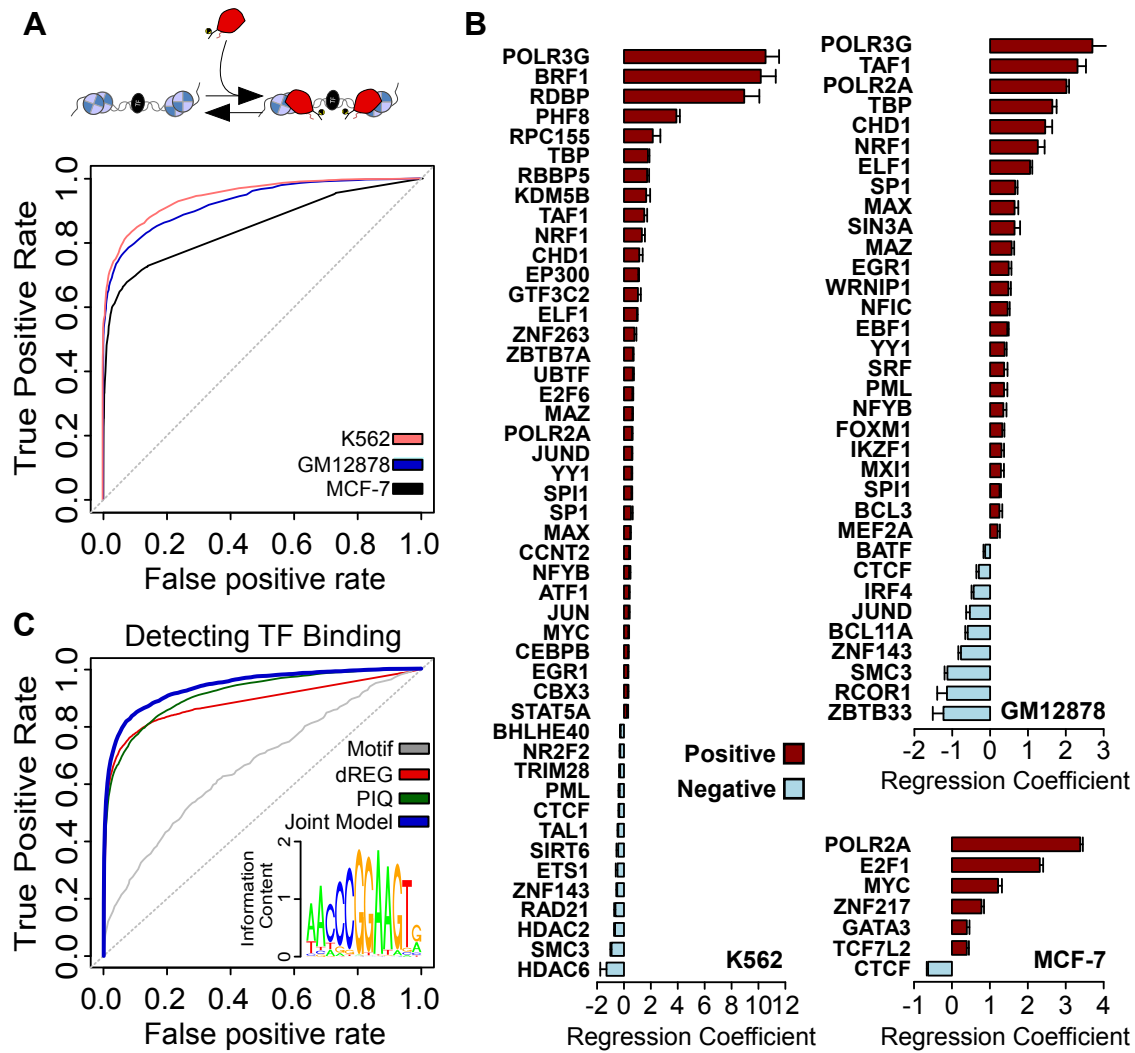 A
TF
TF
True Positive Rate
0.0 0.2 0.4 0.6 0.8 1.0
K562
GM12878
MCF-7
0.0 0.2 0.4 0.6 0.8 1.0
False positive rate
B
POLR3G
BRF1
RDBP
PHF8
RPC155
TBP
RBBP5
KDM5B
TAF1
NRF1
CHD1
EP300
GTF3C2
ELF1
ZNF263
ZBTB7A
UBTF
E2F6
MAZ
POLR2A
JUND
YY1
SPI1
SP1
MAX
CCNT2
NFYB
ATF1
JUN
MYC
CEBPB
EGR1
CBX3
STAT5A
BHLHE40
NR2F2
TRIM28
PML
CTCF
TAL1
SIRT6
ETS1
ZNF143
RAD21
HDAC2
SMC3
HDAC6
K562
-2 0 2 4 6 8 10 12
Regression Coefficient
Positive
Negative
POLR3G
TAF1
POLR2A
TBP
CHD1
NRF1
ELF1
SP1
MAX
SIN3A
MAZ
EGR1
WRNIP1
NFIC
EBF1
YY1
SRF
PML
NFYB
FOXM1
IKZF1
MXI1
SPI1
BCL3
MEF2A
BATF
CTCF
IRF4
JUND
BCL11A
ZNF143
SMC3
RCOR1
ZBTB33
GM12878
-2 -1 0 1 2 3
Regression Coefficient
POLR2A
E2F1
MYC
ZNF217
GATA3
TCF7L2
CTCF
MCF-7
-1 0 1 2 3 4
Regression Coefficient
C
Detecting TF Binding
True Positive Rate
0.0 0.2 0.4 0.6 0.8 1.0
Motif
dREG
PIQ
Joint Model
Information
Content
0 1 2
AACCCGGAAGTG
0.0 0.2 0.4 0.6 0.8 1.0
False positive rate